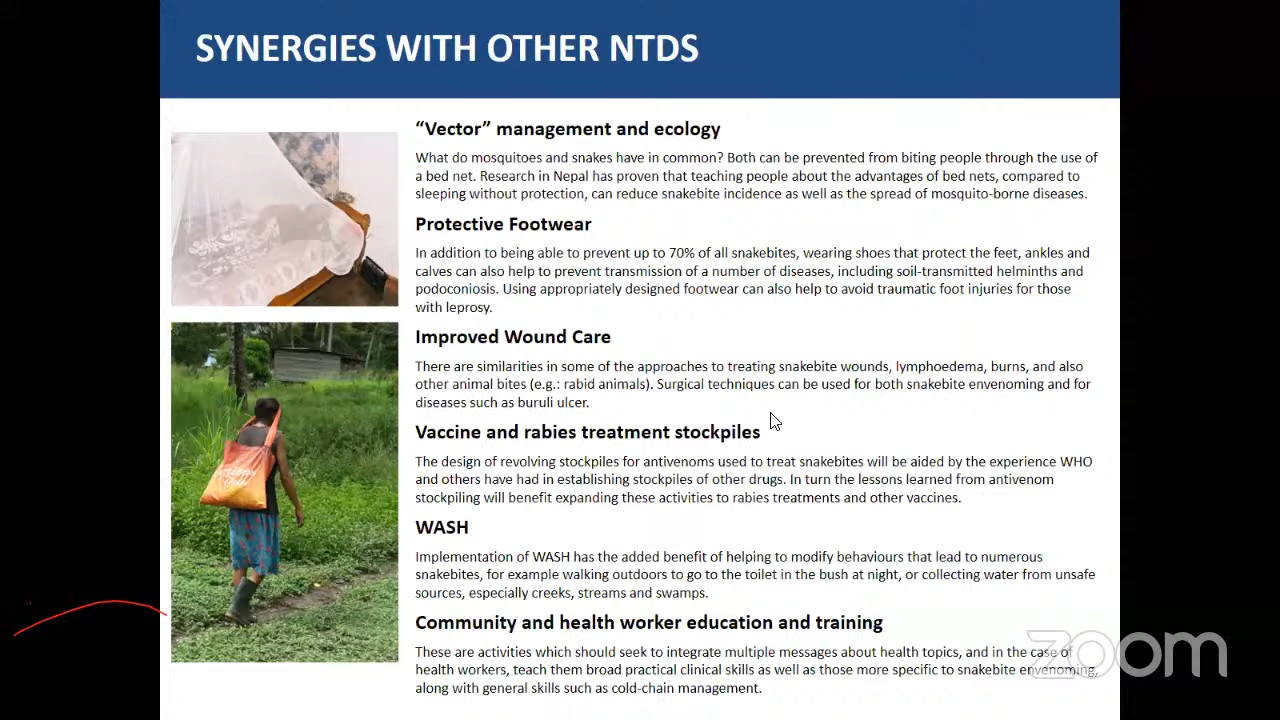 SYNERGIES WITH OTHER NTDS
“Vector” management and ecology
What do mosquitoes and snakes have in common? Both can be prevented from biting people through the use of
a bed net. Research in Nepal has proven that teaching people about the advantages of bed nets, compared to
sleeping without protection, can reduce snakebite incidence as well as the spread of mosquito-borne diseases.
Protective Footwear
In addition to being able to prevent up to 70% of all snakebites, wearing shoes that protect the feet, ankles and
calves can also help to prevent transmission of a number of diseases, including soil-transmitted helminths and
podoconiosis. Using appropriately designed footwear can also help to avoid traumatic foot injuries for those
with leprosy.
Improved Wound Care
There are similarities in some of the approaches to treating snakebite wounds, lymphoedema, burns, and also
other animal bites (e.g.: rabid animals). Surgical techniques can be used for both snakebite envenoming and for
diseases such as buruli ulcer.
Vaccine and rabies treatment stockpiles
The design of revolving stockpiles for antivenoms used to treat snakebites will be aided by the experience WHO
and others have had in establishing stockpiles of other drugs. In turn the lessons learned from antivenom
stockpiling will benefit expanding these activities to rabies treatments and other vaccines.
WASH
Implementation of WASH has the added benefit of helping to modify behaviours that lead to numerous
snakebites, for example walking outdoors to go to the toilet in the bush at night, or collecting water from unsafe
sources, especially creeks, streams and swamps.
Community and health worker education and training
These are activities which should seek to integrate multiple messages about health topics, and in the case of
health workers, teach them broad practical clinical skills as well as those more specific to snakebite envenoming,
along with general skills such as cold-chain management.
zoom